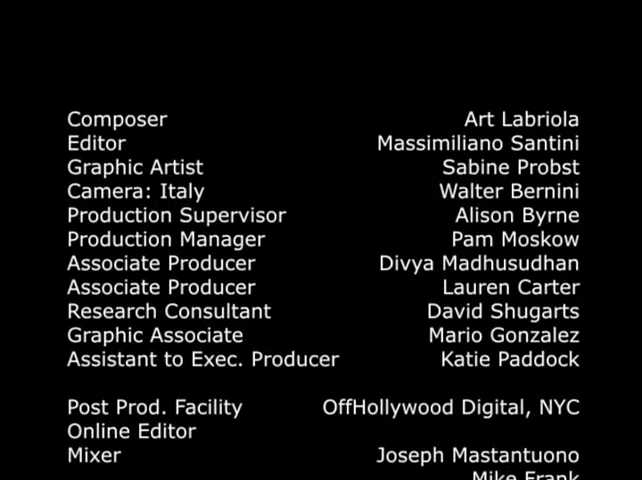 Composer Art Labriola
Editor Massimiliano Santini
Graphic Artist Sabine Probst
Camera: Italy Walter Bernini
Production Supervisor Alison Byrne
Production Manager Pam Moskow
Associate Producer Divya Madhusudhan
Associate Producer Lauren Carter
Research Consultant David Shugarts
Graphic Associate Mario Gonzalez
Assistant to Exec. Producer Katie Paddock
Post Prod. Facility OffHollywood Digital, NYC
Online Editor
Mixer Joseph Mastantuono
Mike Frank